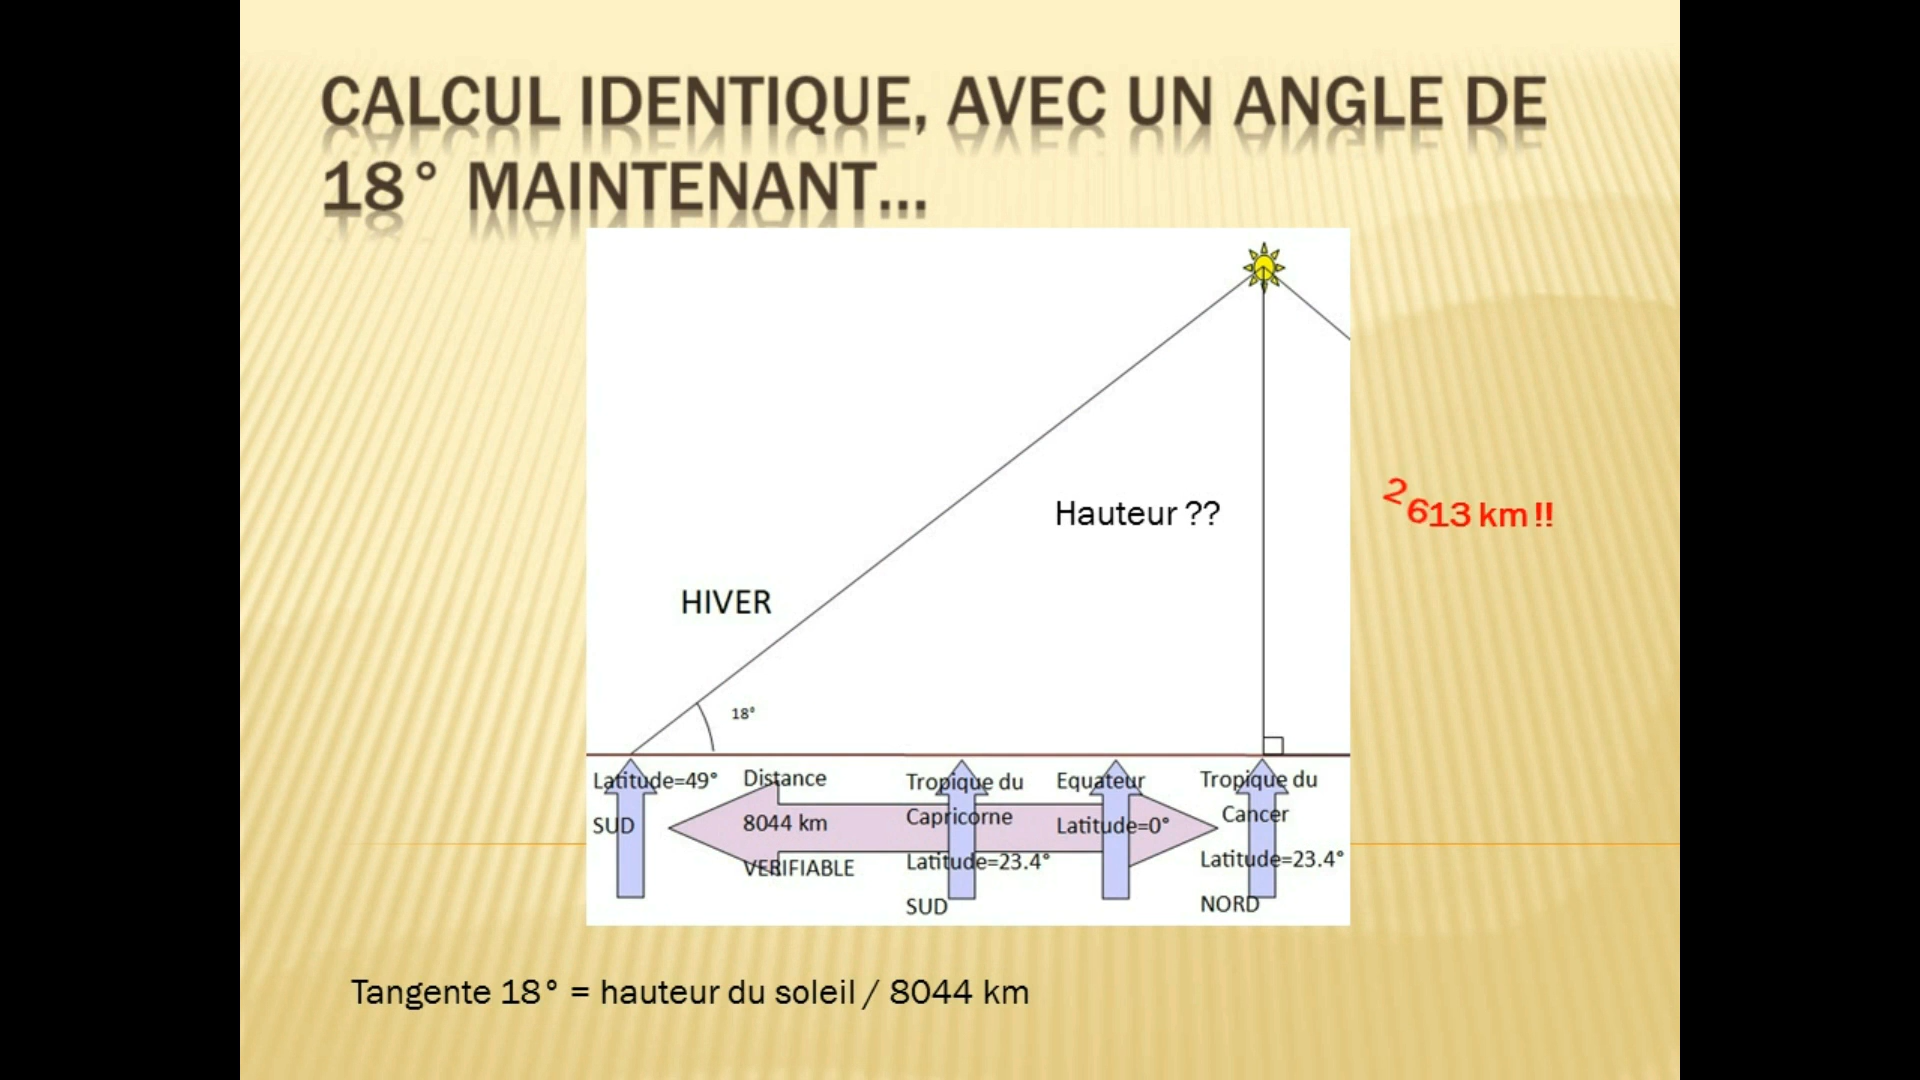 CALCUL IDENTIQUE, AVEC UN ANGLE DE
18° MAINTENANT...
Hauteur ??
2613 km !!
HIVER
18°
Latitude=49°
SUD
Distance
8044 km
VERIFIABLE
Tropique du
Capricorne
Latitude=23.4°
SUD
Equateur
Latitude=0°
Tropique du
Cancer
Latitude=23.4°
NORD
Tangente 18° = hauteur du soleil / 8044 km